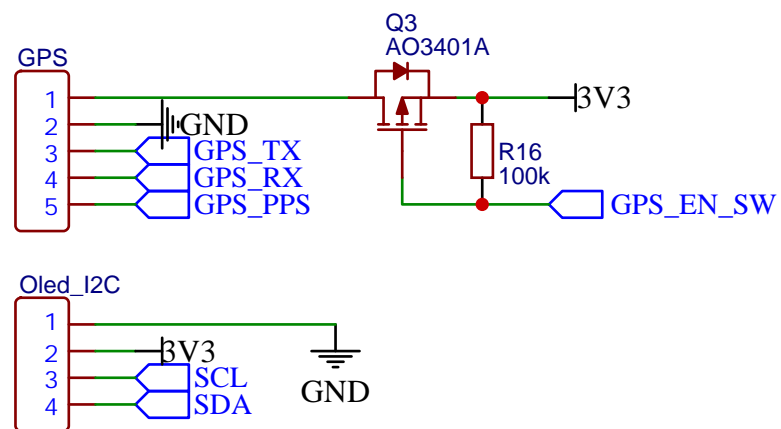 Q3
AO3401A
GPS
1
3V3
2
GND
3
GPS_TX
4
GPS_RX
5
GPS_PPS
R16
100k
GPS_EN_SW
Oled_I2C
1
2
3V3
3
SCL
4
SDA
GND